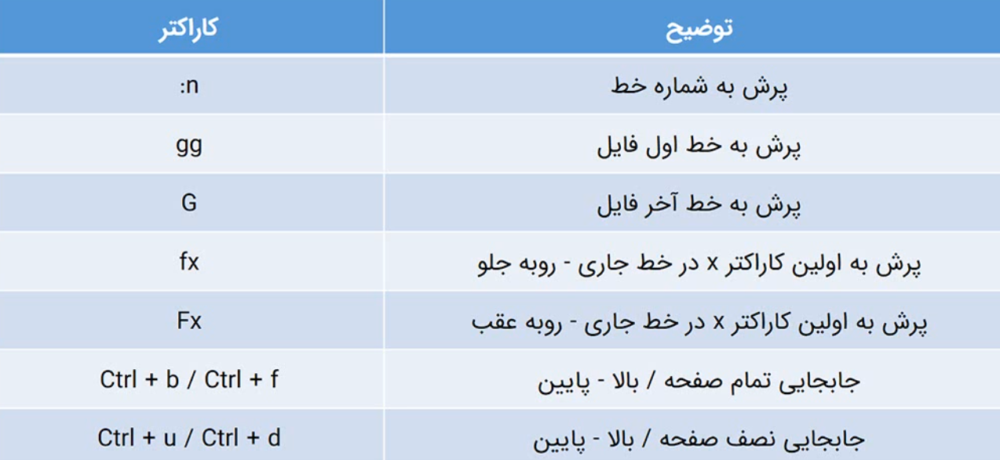 توضیح کاراکتر
پرش به شماره خط :n
پرش به خط اول فایل gg
پرش به خط آخر فایل G
پرش به اولین کاراکتر x در خط جاری - روبه جلو fx
پرش به اولین کاراکتر x در خط جاری - روبه عقب Fx
جابجایی تمام صفحه / بالا - پایین Ctrl + b / Ctrl + f
جابجایی نصف صفحه / بالا - پایین Ctrl + u / Ctrl + d